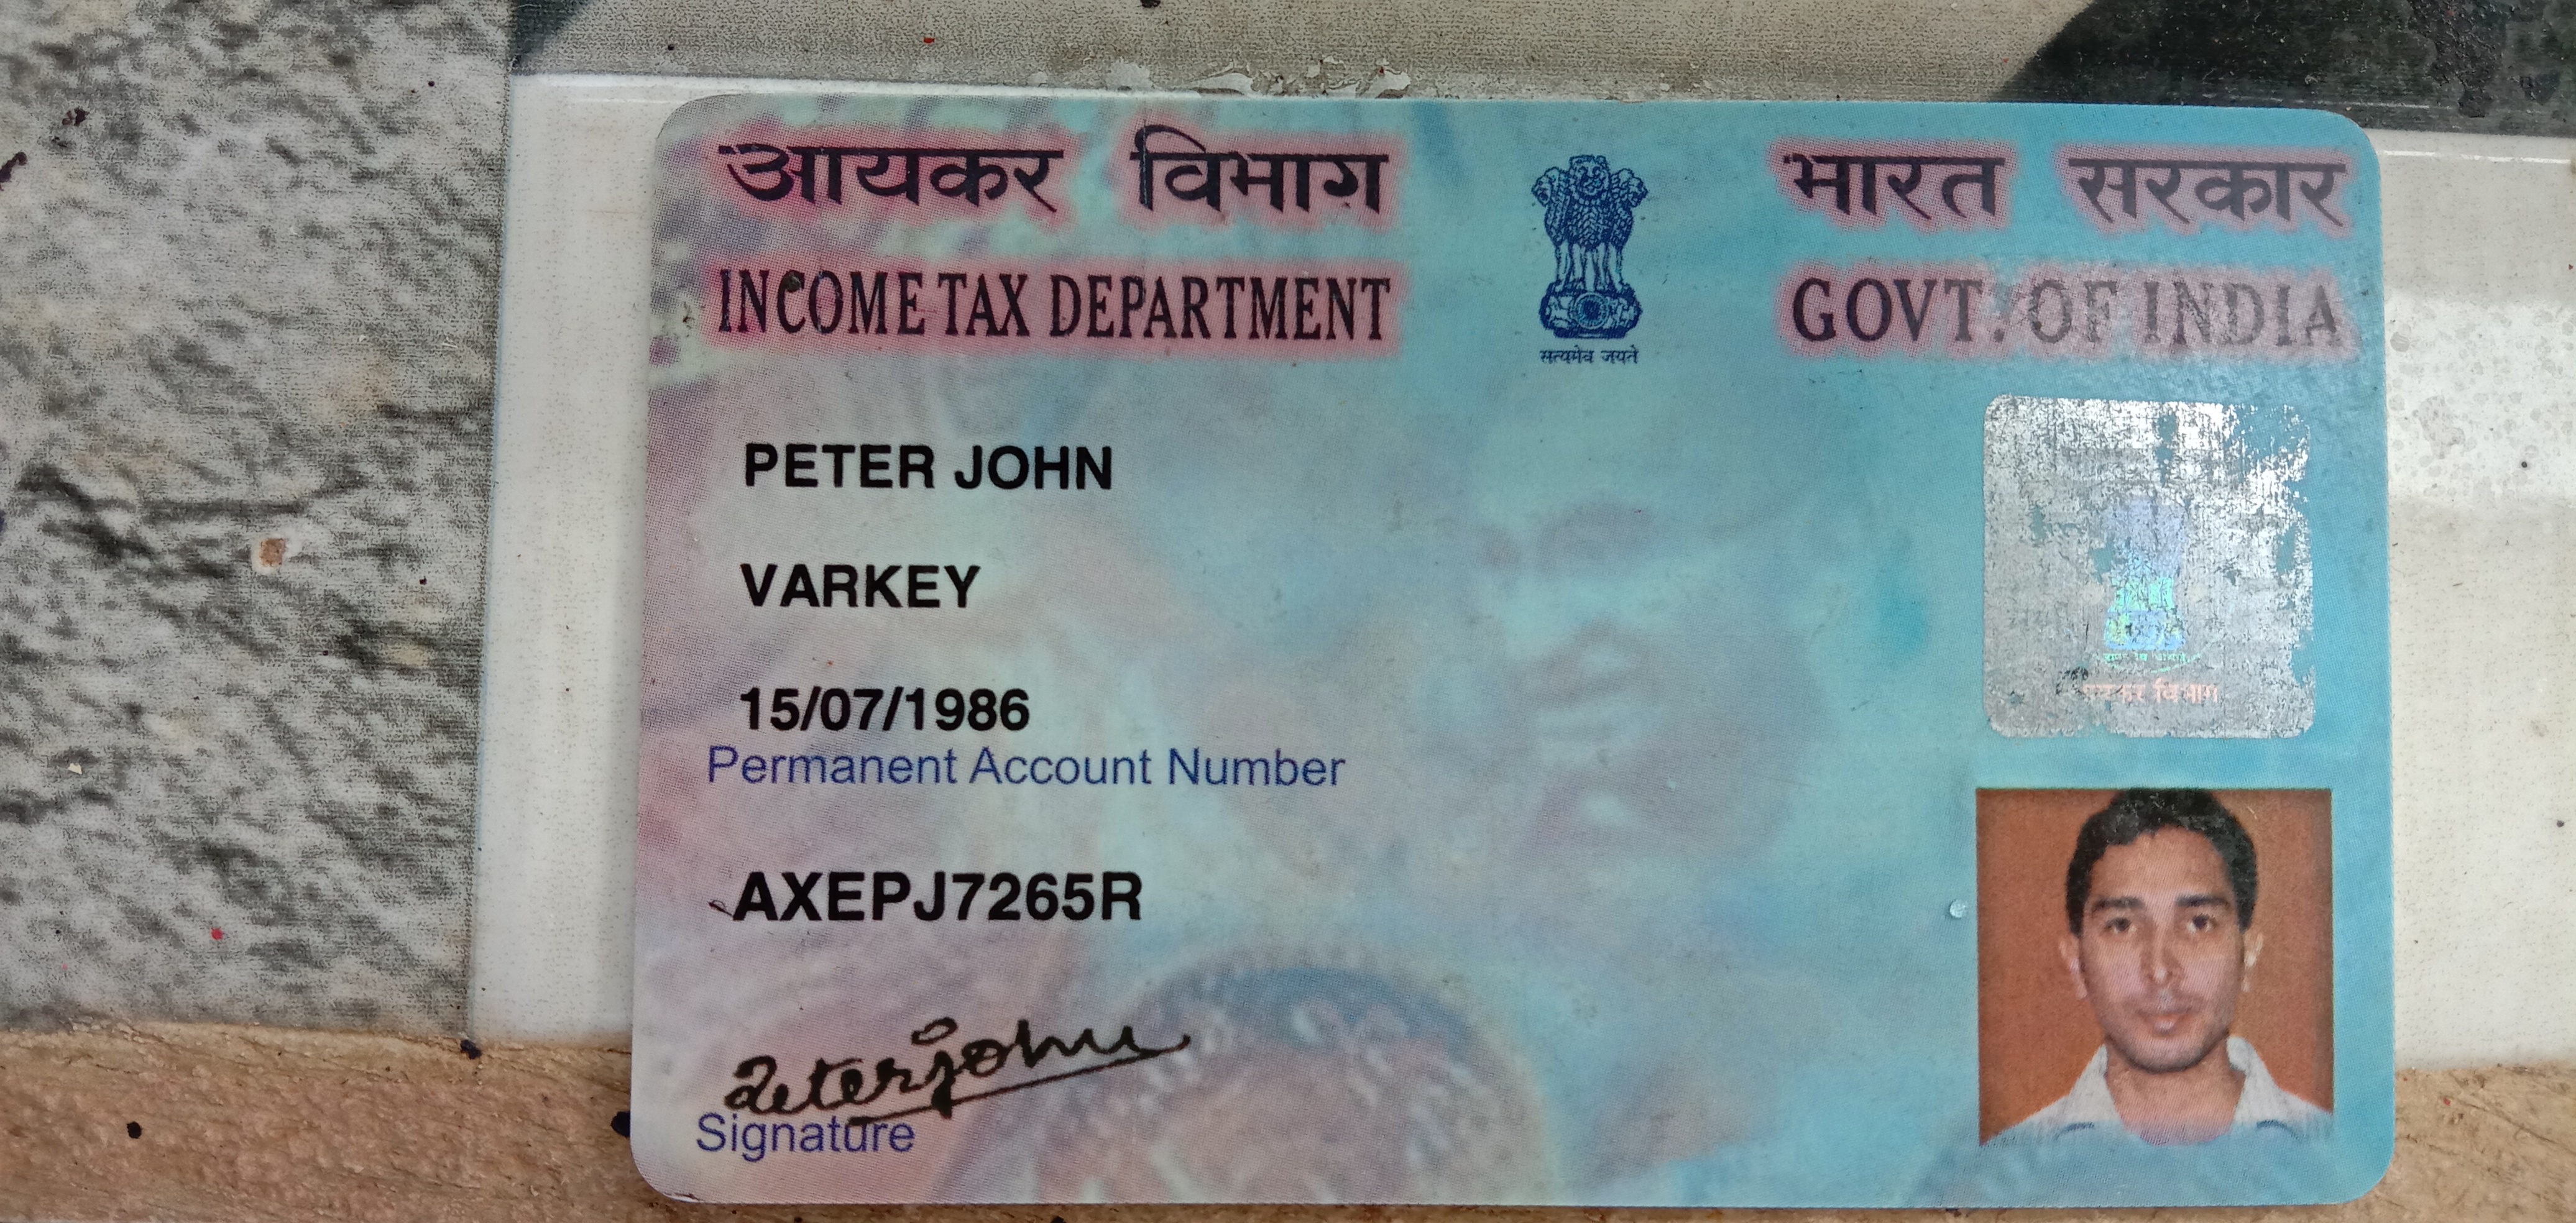 आयकर विभाग
INCOME TAX DEPARTMENT
सत्यमेव जयते
भारत सरकार
GOVT. OF INDIA
PETER JOHN
VARKEY
15/07/1986
Permanent Account Number
AXEPJ7265R
आयकर विभाग
Peterjohn
Signature